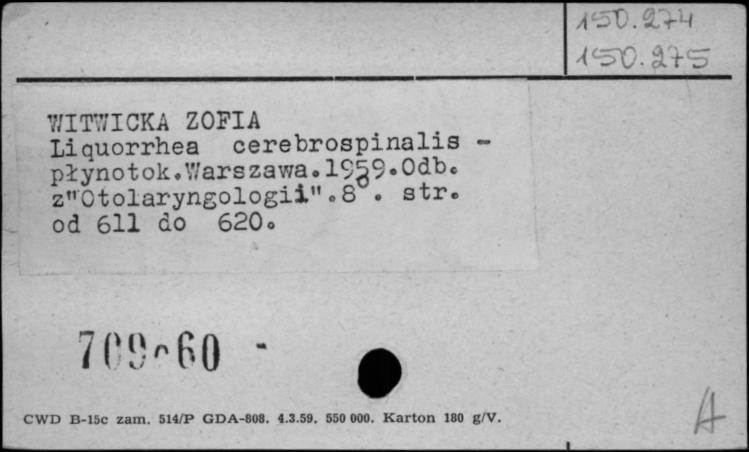 150.274
150.275
WITWICKA ZOFIA
Liquorrhea cerebrospinalis -
płynotok.Warszawa.1959.Odb.
z"Otolaryngologii".8°. str.
od 611 do 620.
709.60 -
CWD B-15c zam. 514/P GDA-808. 4.3.59. 550 000. Karton 180 g/V.
A